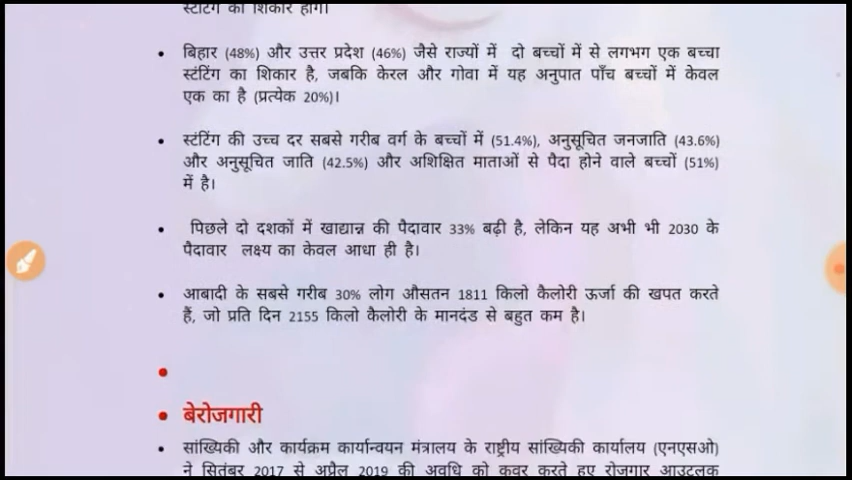 स्टंटिंग का शिकार होंगे।
बिहार (48%) और उत्तर प्रदेश (46%) जैसे राज्यों में दो बच्चों में से लगभग एक बच्चा
स्टंटिंग का शिकार है, जबकि केरल और गोवा में यह अनुपात पाँच बच्चों में केवल
एक का है (प्रत्येक 20%)।
स्टंटिंग की उच्च दर सबसे गरीब वर्ग के बच्चों में (51.4%), अनुसूचित जनजाति (43.6%)
और अनुसूचित जाति (42.5%) और अशिक्षित माताओं से पैदा होने वाले बच्चों (51%)
में है।
पिछले दो दशकों में खाद्यान्न की पैदावार 33% बढ़ी है, लेकिन यह अभी भी 2030 के
पैदावार लक्ष्य का केवल आधा ही है।
आबादी के सबसे गरीब 30% लोग औसतन 1811 किलो कैलोरी ऊर्जा की खपत करते
हैं, जो प्रति दिन 2155 किलो कैलोरी के मानदंड से बहुत कम है।
बेरोजगारी
सांख्यिकी और कार्यक्रम कार्यान्वयन मंत्रालय के राष्ट्रीय सांख्यिकी कार्यालय (एनएसओ)
ने सितंबर 2017 से अप्रैल 2019 की अवधि को कवर करते हुए रोजगार आउटलुक